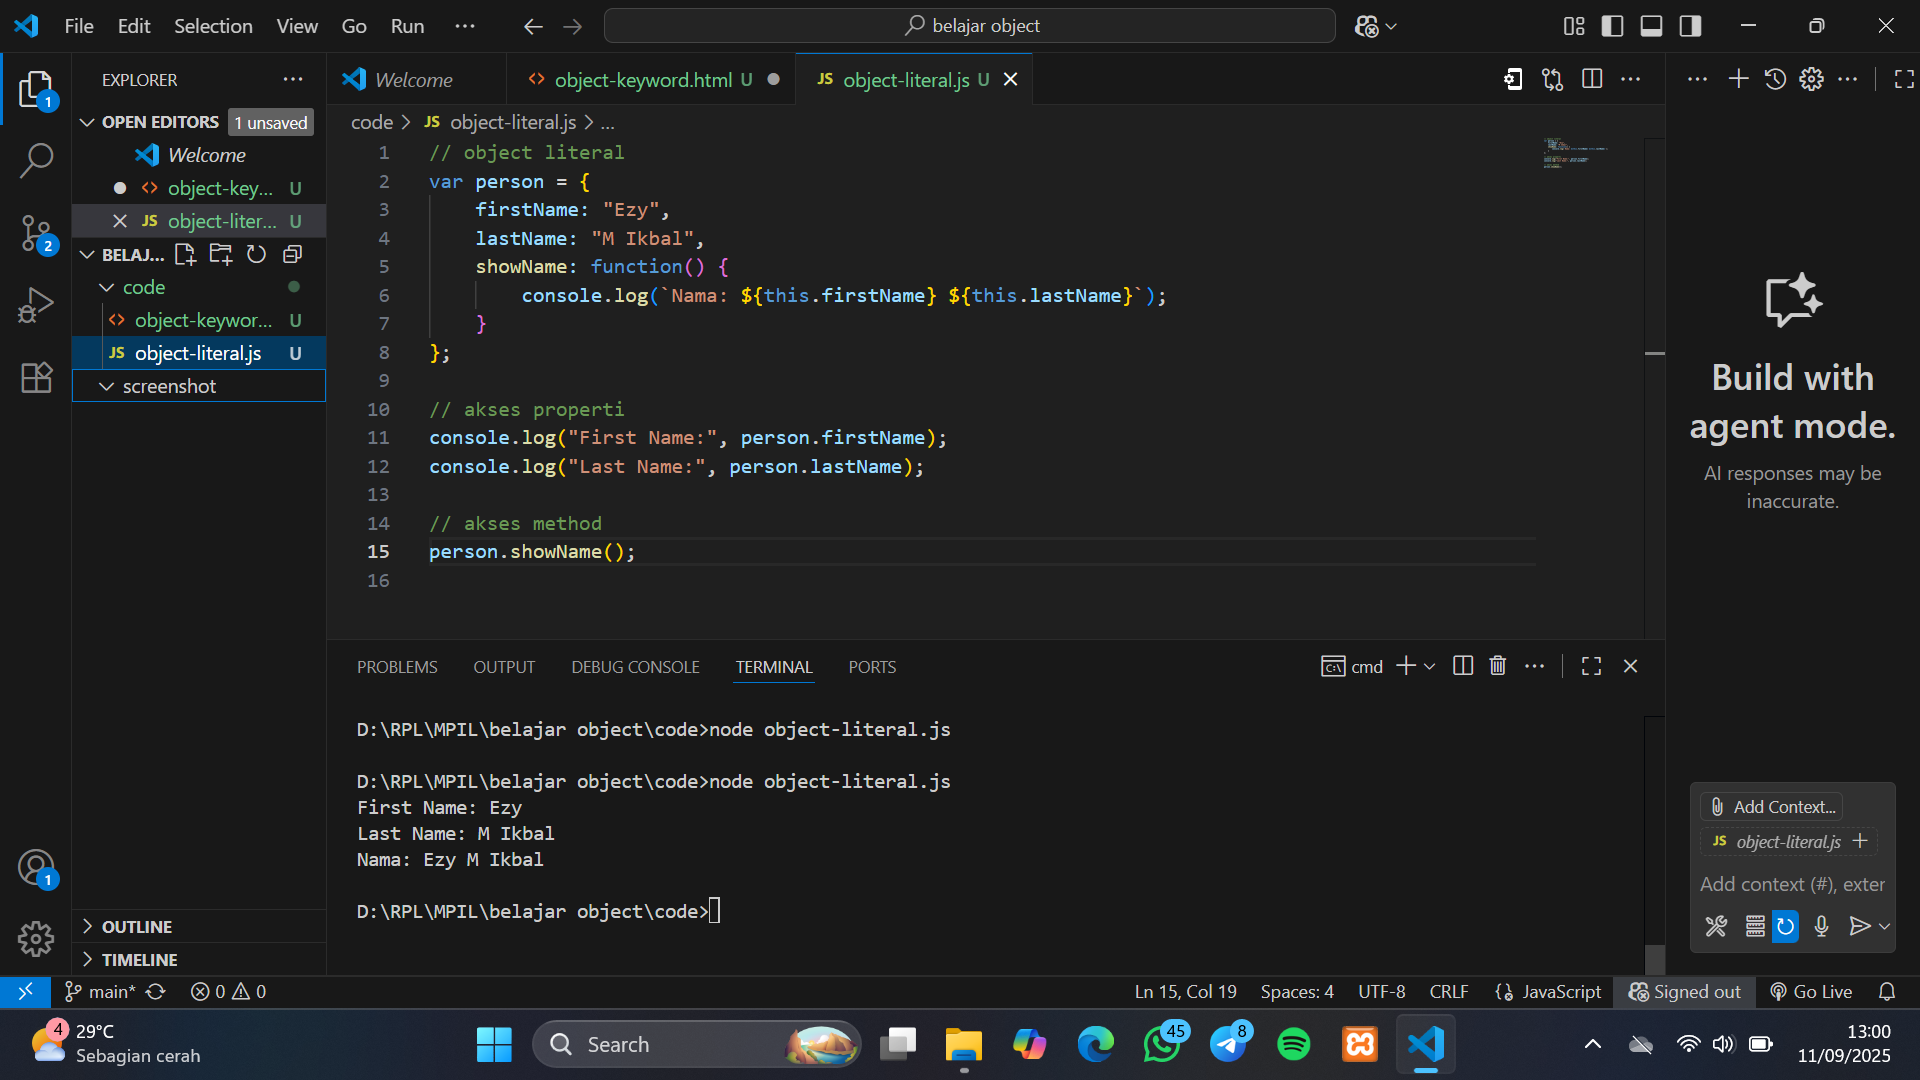 File Edit Selection View Go Run ··· belajar object
EXPLORER
OPEN EDITORS 1 unsaved
Welcome
object-key... U
object-liter... U
BELAJ...
code
object-keywor... U
object-literal.js U
screenshot
OUTLINE
TIMELINE
1
2
1
Welcome object-keyword.html U JS object-literal.js U
code > JS object-literal.js > ...
1 // object literal
2 var person = {
3 firstName: "Ezy",
4 lastName: "M Ikbal",
5 showName: function() {
6 console.log(`Nama: ${this.firstName} ${this.lastName}`);
7 }
8 };
9
10 // akses properti
11 console.log("First Name:", person.firstName);
12 console.log("Last Name:", person.lastName);
13
14 // akses method
15 person.showName();
16
PROBLEMS OUTPUT DEBUG CONSOLE TERMINAL PORTS cmd
D:\RPL\MPIL\belajar object\code>node object-literal.js
D:\RPL\MPIL\belajar object\code>node object-literal.js
First Name: Ezy
Last Name: M Ikbal
Nama: Ezy M Ikbal
D:\RPL\MPIL\belajar object\code>
Build with
agent mode.
AI responses may be
inaccurate.
Add Context...
JS object-literal.js
Add context (#), exter
main* 0 0 Ln 15, Col 19 Spaces: 4 UTF-8 CRLF JavaScript Signed out Go Live
4 29°C
Sebagian cerah
Search
45
8
13:00
11/09/2025